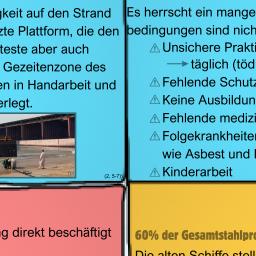 gkeit auf den Strand
zte Plattform, die den
teste aber auch
Gezeitenzone des
en in Handarbeit und
erlegt.
(2, S.7)
Es herrscht ein mange
bedingungen sind nich
Unsichere Prakti
täglich (töd
Fehlende Schutz
Keine Ausbildun
Fehlende medizi
Folgekrankheiten
wie Asbest und
Kinderarbeit
g direkt beschäftigt
60% der Gesamtstahlpro
Die alten Schiffe stell